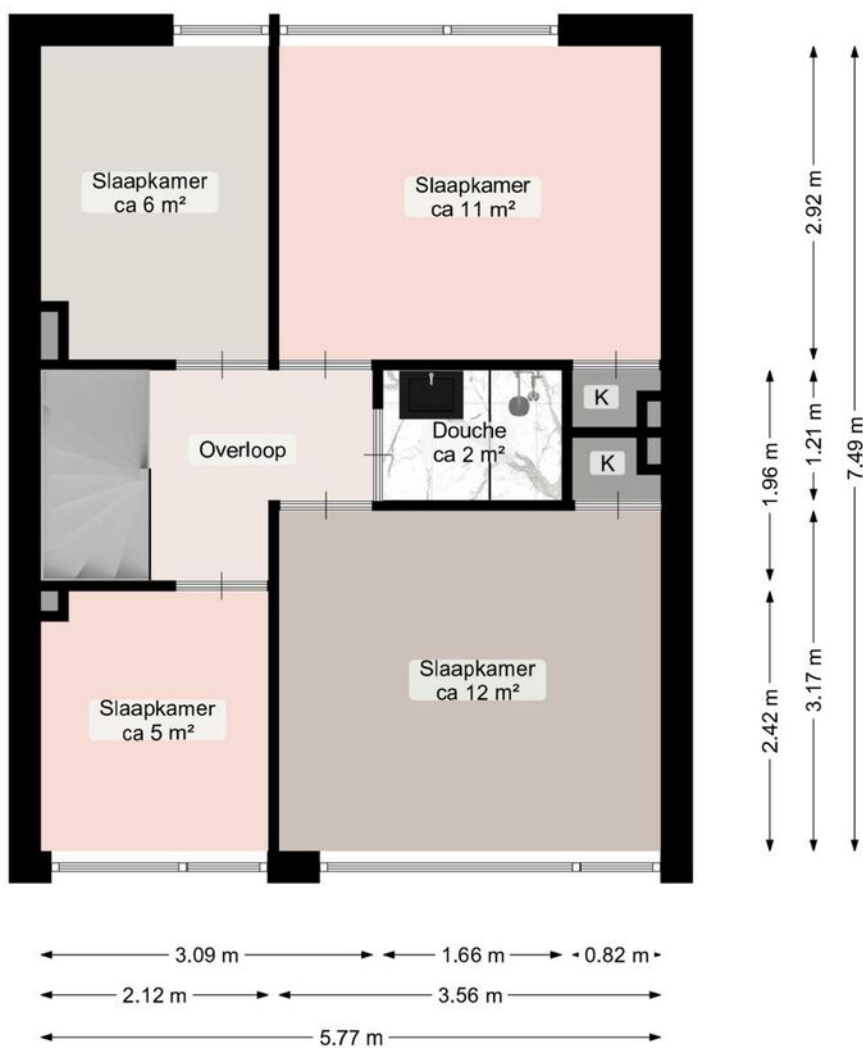 Slaapkamer
ca 6 m²
Slaapkamer
ca 11 m²
Overloop
Douche
ca 2 m²
K
K
Slaapkamer
ca 5 m²
Slaapkamer
ca 12 m²
2.92 m
1.21 m
1.96 m
7.49 m
3.17 m
2.42 m
3.09 m
1.66 m
0.82 m
2.12 m
3.56 m
5.77 m